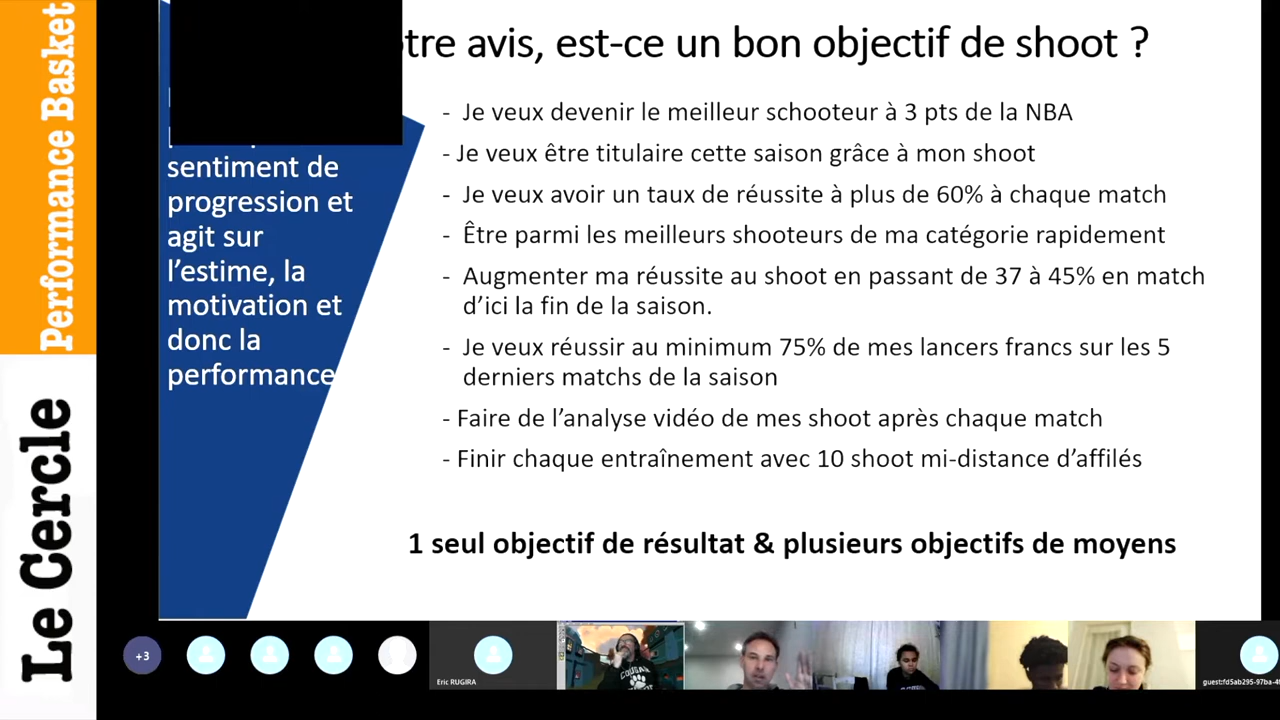 Performance Basket
Le Cercle
tre avis, est-ce un bon objectif de shoot ?
sentiment de
progression et
agit sur
l'estime, la
motivation et
donc la
performance
- Je veux devenir le meilleur schooteur à 3 pts de la NBA
- Je veux être titulaire cette saison grâce à mon shoot
- Je veux avoir un taux de réussite à plus de 60% à chaque match
- Être parmi les meilleurs shooteurs de ma catégorie rapidement
- Augmenter ma réussite au shoot en passant de 37 à 45% en match
d'ici la fin de la saison.
- Je veux réussir au minimum 75% de mes lancers francs sur les 5
derniers matchs de la saison
- Faire de l'analyse vidéo de mes shoot après chaque match
- Finir chaque entraînement avec 10 shoot mi-distance d'affilés
1 seul objectif de résultat & plusieurs objectifs de moyens
+3
Eric RUGIRA
COUGAR